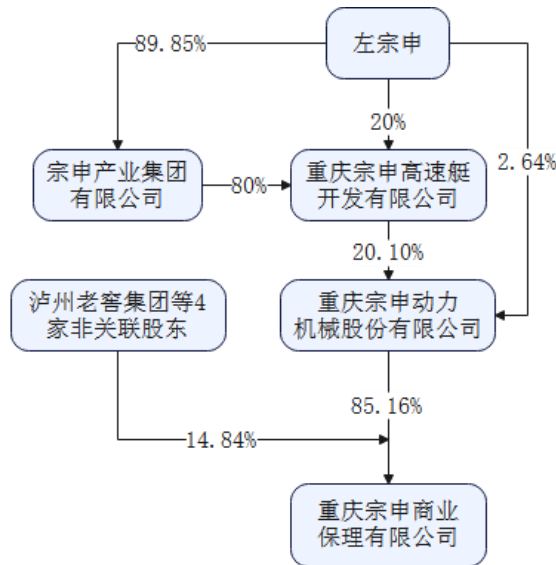 左宗申
89.85%
20%
2.64%
宗申产业集团
有限公司
80%
重庆宗申高速艇
开发有限公司
20.10%
泸州老窖集团等4
家非关联股东
重庆宗申动力
机械股份有限公司
85.16%
14.84%
重庆宗申商业
保理有限公司